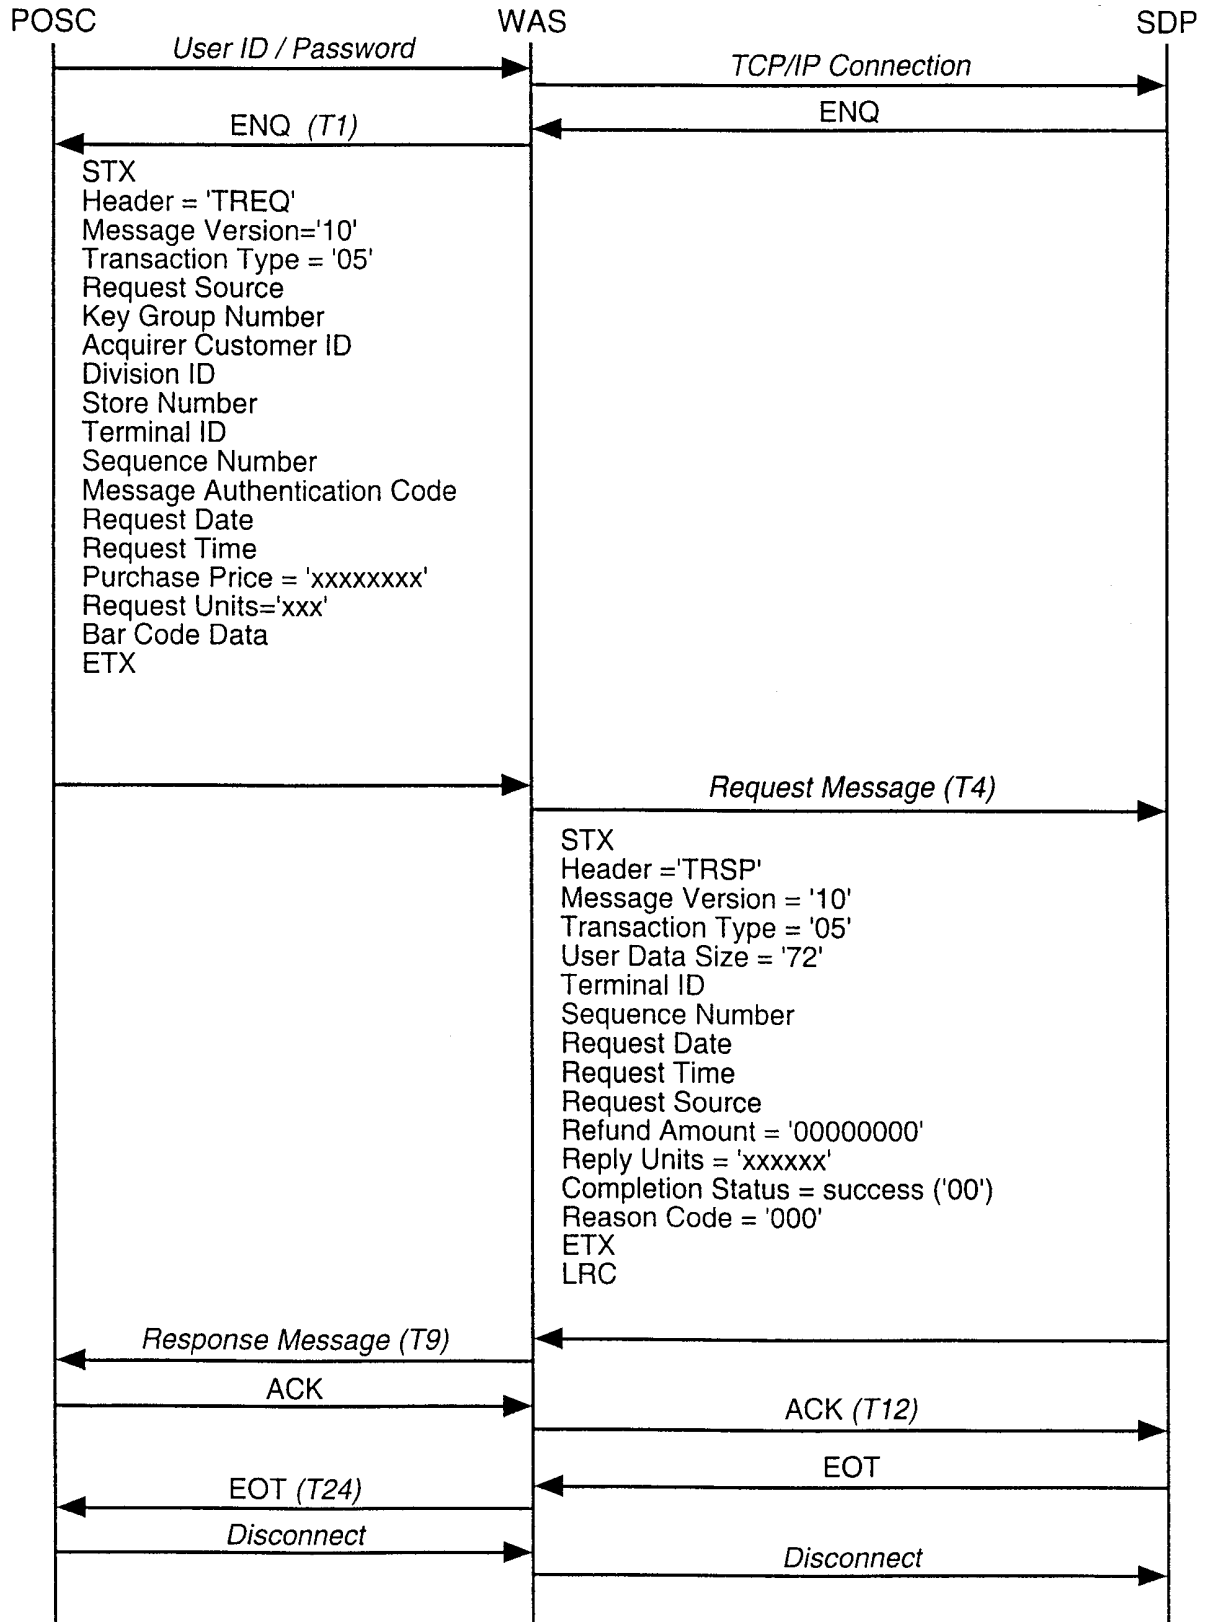 POSC WAS SDP
User ID / Password
TCP/IP Connection
ENQ
ENQ (T1)
STX
Header = 'TREQ'
Message Version='10'
Transaction Type = '05'
Request Source
Key Group Number
Acquirer Customer ID
Division ID
Store Number
Terminal ID
Sequence Number
Message Authentication Code
Request Date
Request Time
Purchase Price = 'xxxxxxxx'
Request Units='xxx'
Bar Code Data
ETX
Request Message (T4)
STX
Header ='TRSP'
Message Version = '10'
Transaction Type = '05'
User Data Size = '72'
Terminal ID
Sequence Number
Request Date
Request Time
Request Source
Refund Amount = '00000000'
Reply Units = 'xxxxxx'
Completion Status = success ('00')
Reason Code = '000'
ETX
LRC
Response Message (T9)
ACK
ACK (T12)
EOT
EOT (T24)
Disconnect
Disconnect